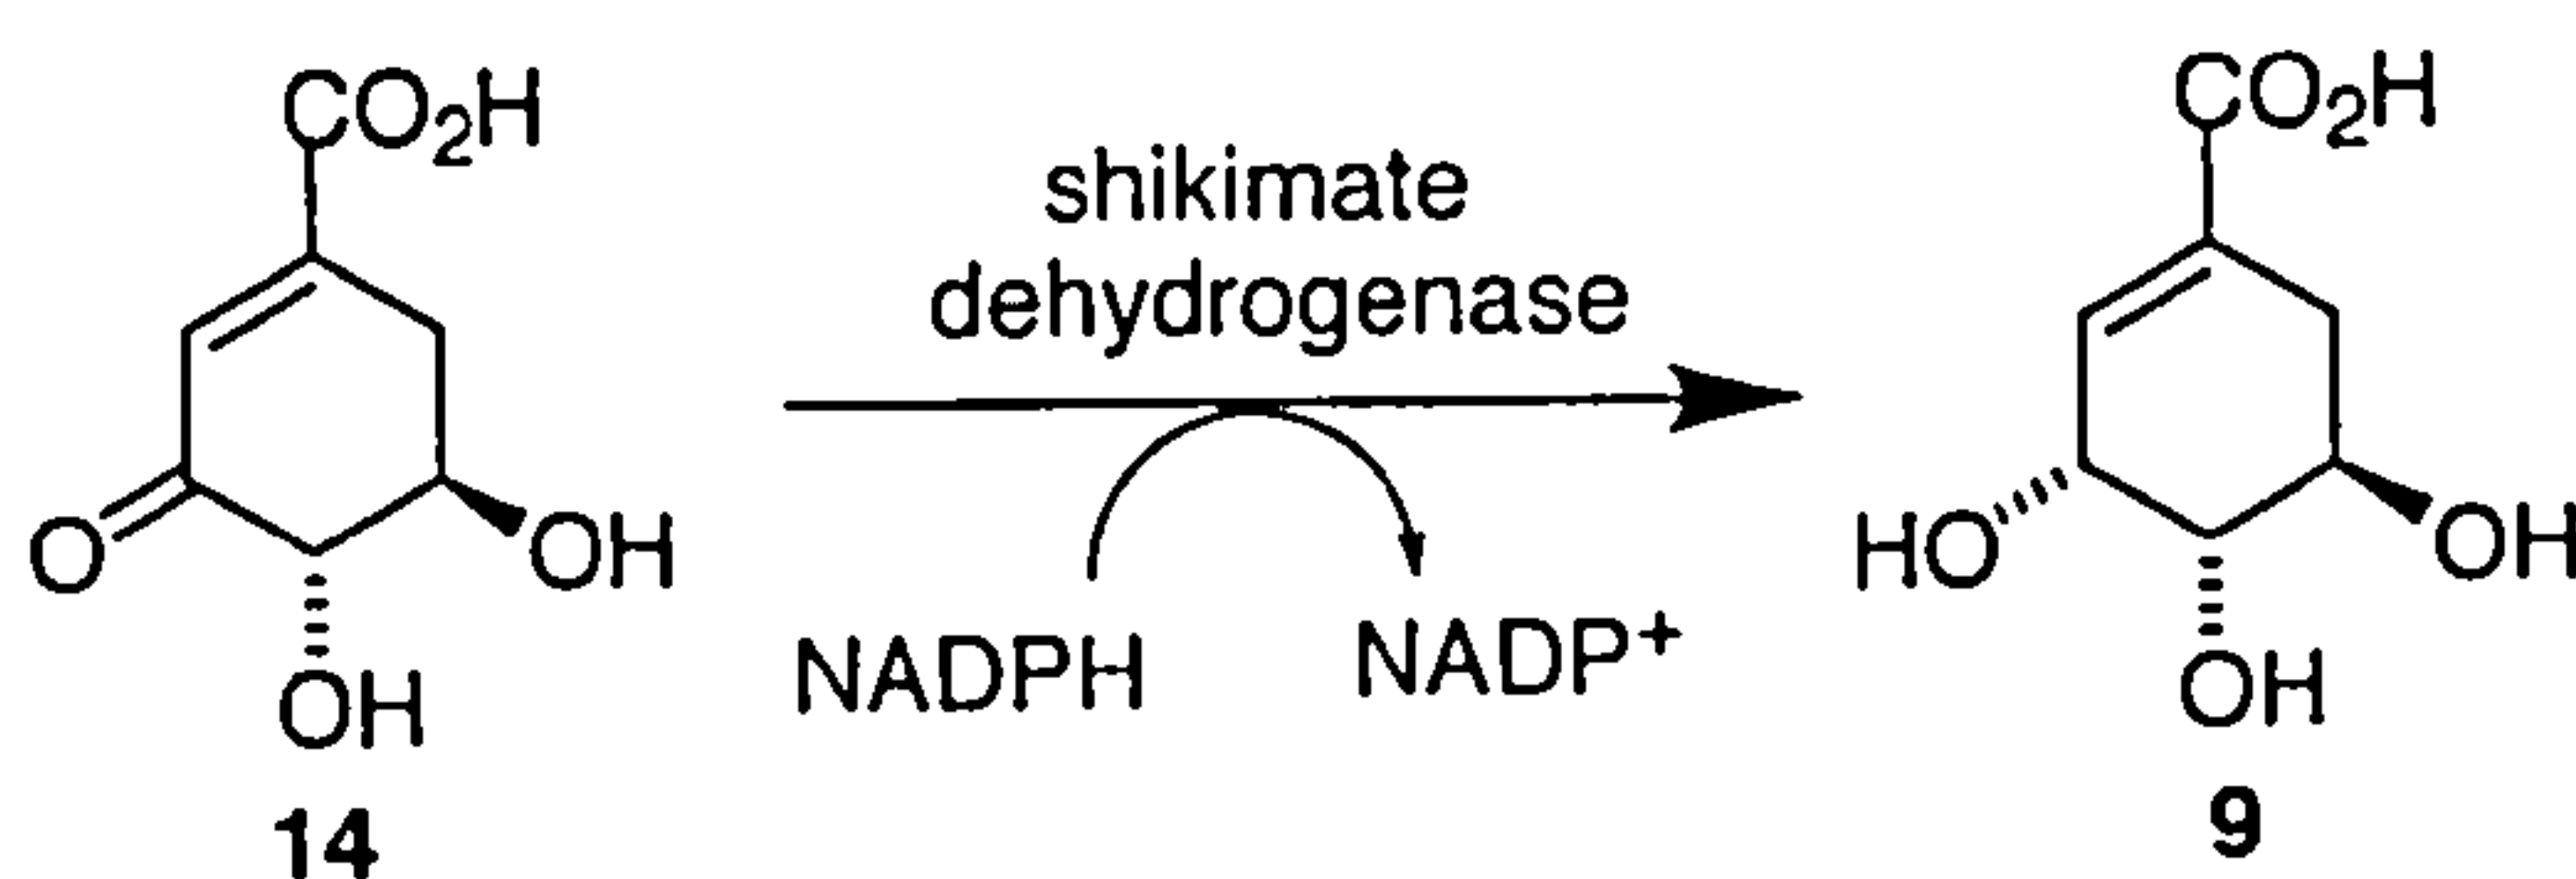 CO₂H
O
OH
OH
14
shikimate
dehydrogenase
NADPH
NADP⁺
CO₂H
HO
OH
OH
9